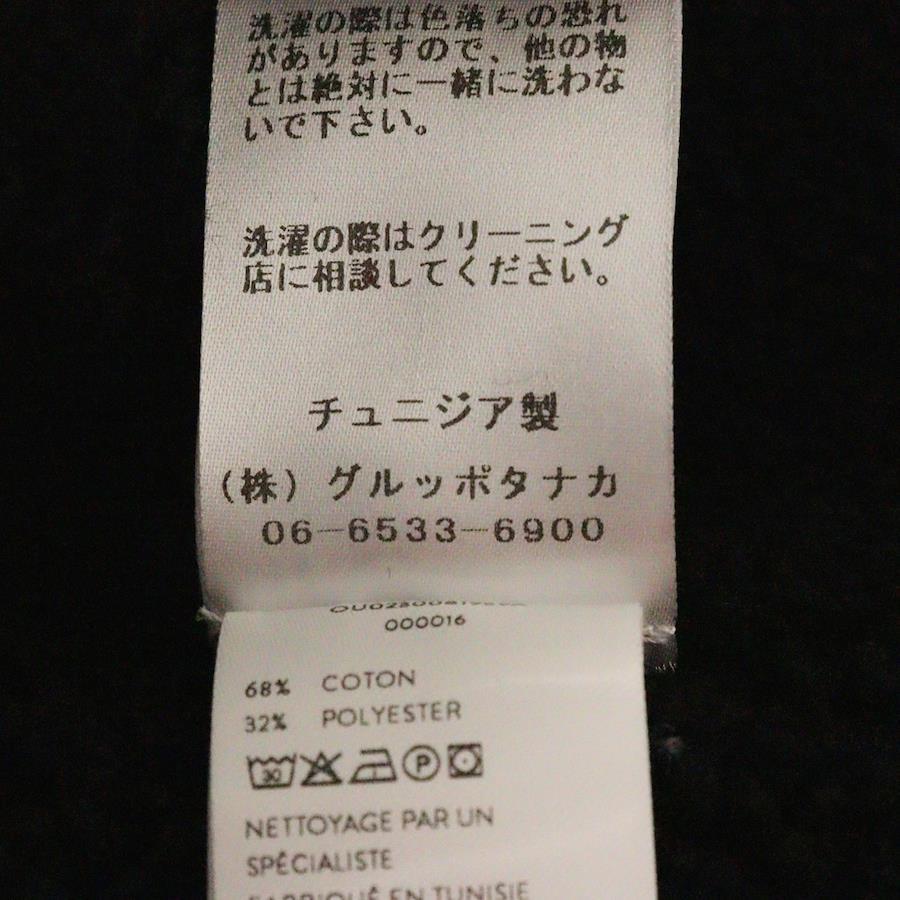 洗濯の際は色落ちの恐れ
がありますので、他の物
とは絶対に一緒に洗わな
いで下さい。
洗濯の際はクリーニング
店に相談してください。
チュニジア製
(株)グルッポタナカ
06-6533-6900
000016
68% COTON
32% POLYESTER
30 P
NETTOYAGE PAR UN
SPÉCIALISTE
FABRIQUÉ EN TUNISIE